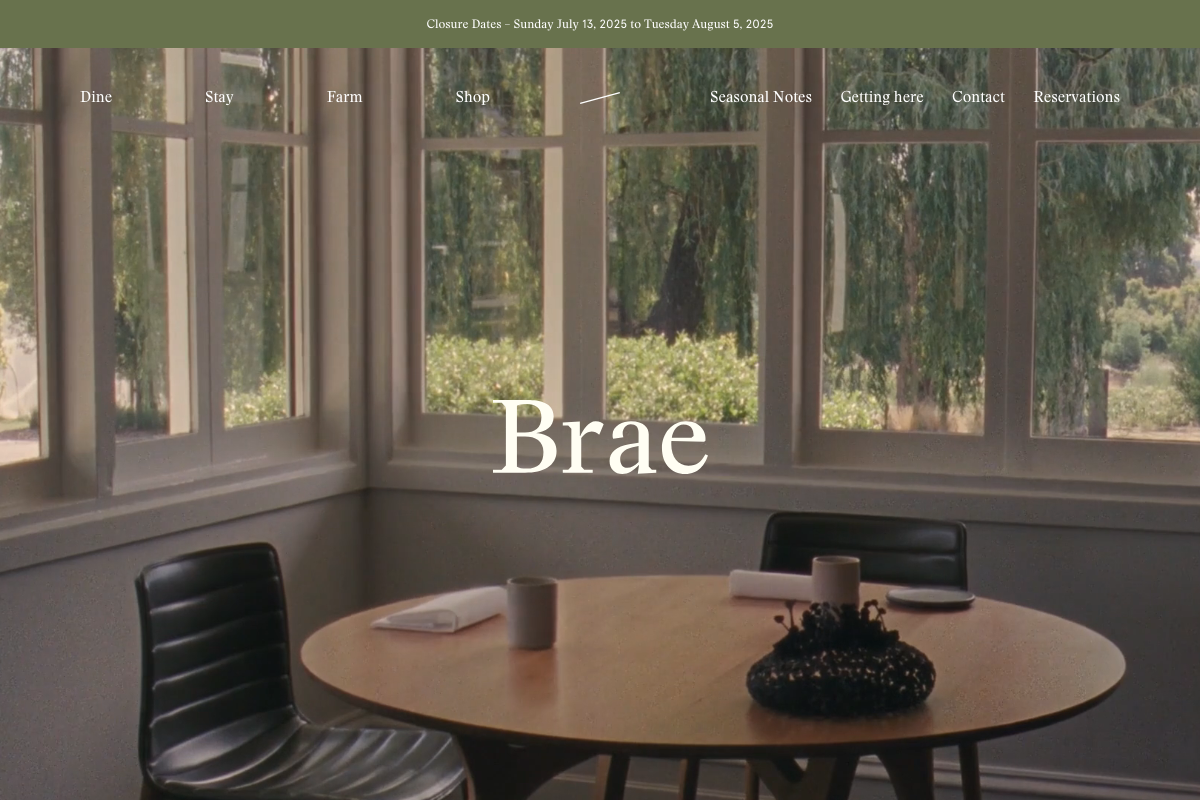 Closure Dates – Sunday July 13, 2025 to Tuesday August 5, 2025
Dine Stay Farm Shop Seasonal Notes Getting here Contact Reservations
Brae